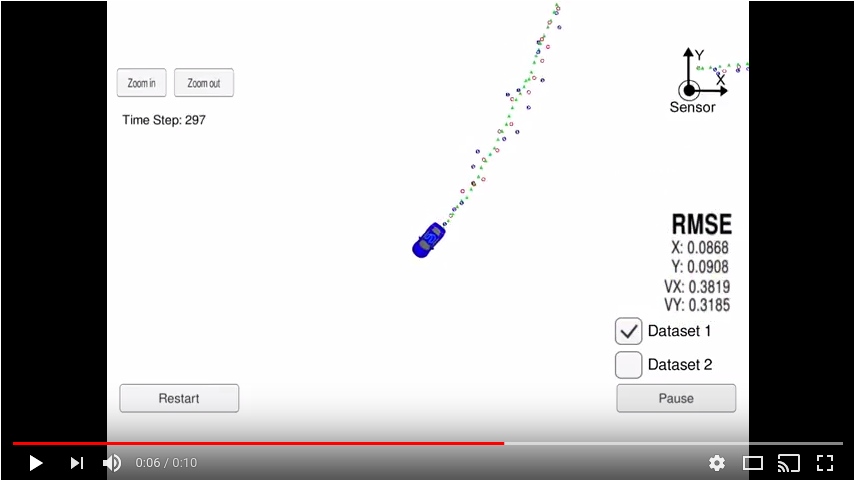 Zoom in
Zoom out
Time Step: 297
Y
X
Sensor
RMSE
X: 0.0868
Y: 0.0908
VX: 0.3819
VY: 0.3185
Dataset 1
Dataset 2
Restart
Pause
0:06 / 0:10